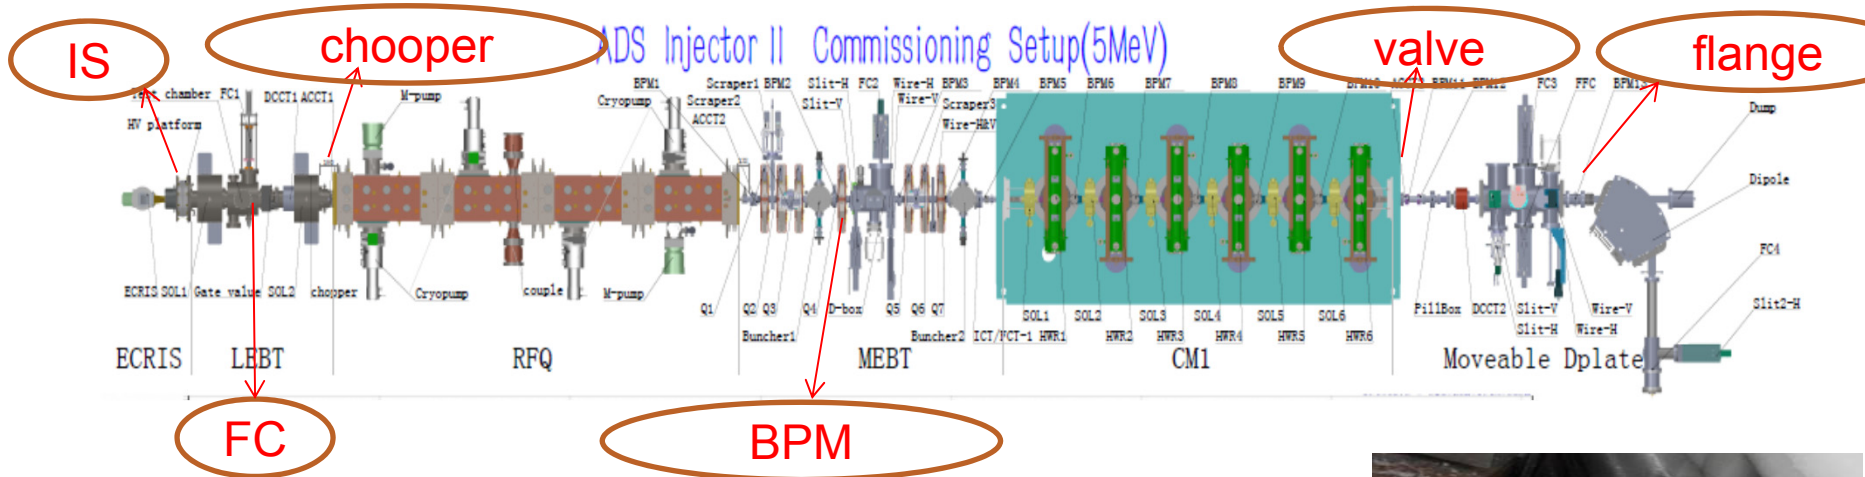 IS
chooper
valve
flange
ADS Injector II Commissioning Setup(5MeV)
BPM1 Scraper1 BPM2 Slit-H FC2 Wire-H BPM3 BPM4 BPM5 BPM6 BPM7 BPM8 BPM9 FC3 FFC
Test chamber FC1 DCCT1 ACCT1 M-pump Cryopump Scraper2 Slit-V Wire-V Scraper3 Dump
HV platform ACCT2 Wire-H&V
Dipole
FC4
ECRIS SOL1 Gate value SOL2 chopper Cryopump couple M-pump Q1 Q2 Q3 Q4 D-box Q5 Q6 Q7 SOL1 SOL2 SOL3 SOL4 SOL5 SOL6 PillBox DCCT2 Slit-V Wire-V Slit2-H
Buncher1 Buncher2 ICT/FCT-1 HWR1 HWR2 HWR3 HWR4 HWR5 HWR6 Slit-H Wire-H
ECRIS LEBT RFQ MEBT CM1 Moveable Dplate
FC
BPM